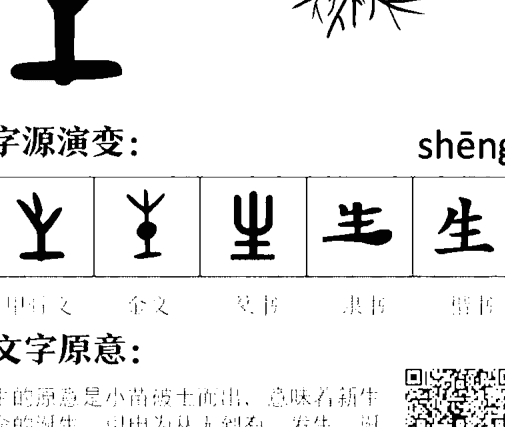 字源演变：
shēng
生 生
甲骨文 金文 篆书 隶书 楷书
文字原意：
生的原意是小苗破土而出，意味着新生